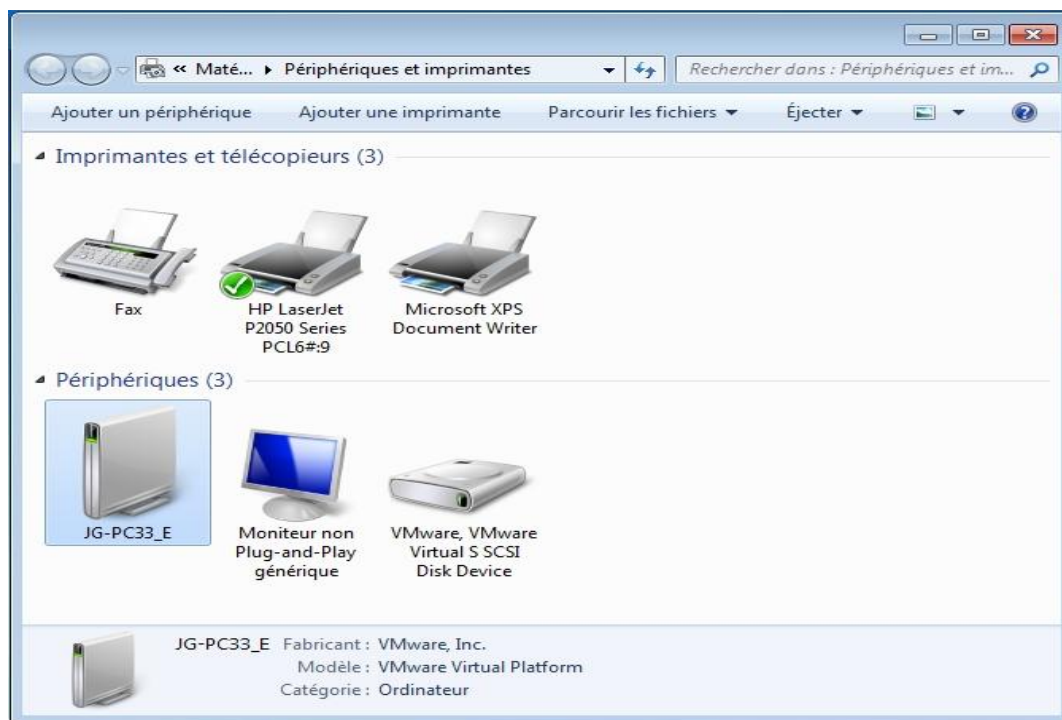 « Maté... ▸ Périphériques et imprimantes
Rechercher dans : Périphériques et im...
Ajouter un périphérique Ajouter une imprimante Parcourir les fichiers Éjecter
Imprimantes et télécopieurs (3)
Fax
HP LaserJet
P2050 Series
PCL6#:9
Microsoft XPS
Document Writer
Périphériques (3)
JG-PC33_E
Moniteur non
Plug-and-Play
générique
VMware, VMware
Virtual S SCSI
Disk Device
JG-PC33_E Fabricant : VMware, Inc.
Modèle : VMware Virtual Platform
Catégorie : Ordinateur